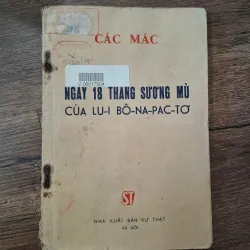 CÁC MÁC
NGÀY 18 THÁNG SƯƠNG MÙ
CỦA LU-I BÔ-NA-PAC-TƠ
ST
NHÀ XUẤT BẢN SỰ THẬT
HÀ NỘI